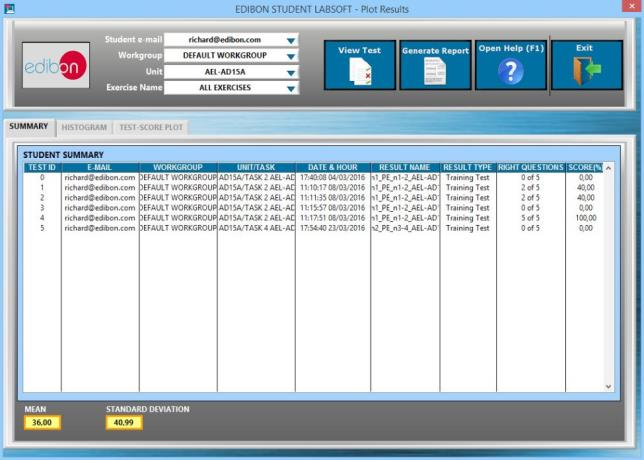 EDIBON STUDENT LABSOFT - Plot Results
edibon
Student e-mail richard@edibon.com
Workgroup DEFAULT WORKGROUP
Unit AEL-AD15A
Exercise Name ALL EXERCISES
View Test
Generate Report
Open Help (F1)
?
Exit
SUMMARY HISTOGRAM TEST-SCORE PLOT
STUDENT SUMMARY
TEST ID E-MAIL WORKGROUP UNIT/TASK DATE & HOUR RESULT NAME RESULT TYPE RIGHT QUESTIONS SCORE(%)
0 richard@edibon.com DEFAULT WORKGROUP AD15A/TASK 2 AEL-AD 17:40:08 04/03/2016 n1_PE_n1-2_AEL-AD1 Training Test 0 of 5 0,00
1 richard@edibon.com DEFAULT WORKGROUP AD15A/TASK 2 AEL-AD 11:10:17 08/03/2016 n1_PE_n1-2_AEL-AD1 Training Test 2 of 5 40,00
2 richard@edibon.com DEFAULT WORKGROUP AD15A/TASK 2 AEL-AD 11:11:35 08/03/2016 n1_PE_n1-2_AEL-AD1 Training Test 2 of 5 40,00
3 richard@edibon.com DEFAULT WORKGROUP AD15A/TASK 2 AEL-AD 11:15:57 08/03/2016 n1_PE_n1-2_AEL-AD1 Training Test 0 of 5 0,00
4 richard@edibon.com DEFAULT WORKGROUP AD15A/TASK 2 AEL-AD 11:17:51 08/03/2016 n1_PE_n1-2_AEL-AD1 Training Test 5 of 5 100,00
5 richard@edibon.com DEFAULT WORKGROUP AD15A/TASK 4 AEL-AD 17:54:40 23/03/2016 n2_PE_n3-4_AEL-AD1 Training Test 0 of 5 0,00
MEAN STANDARD DEVIATION
36,00 40,99